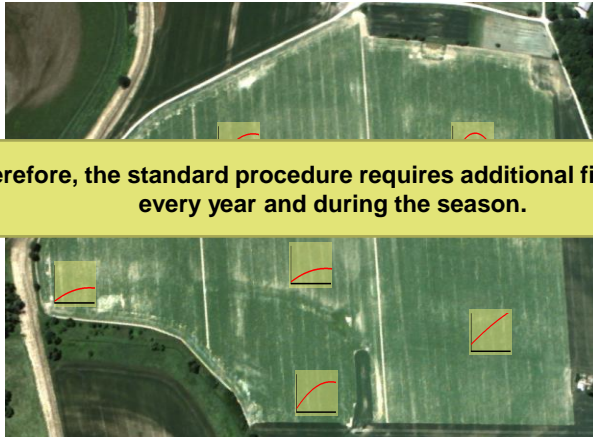 erefore, the standard procedure requires additional fi
every year and during the season.